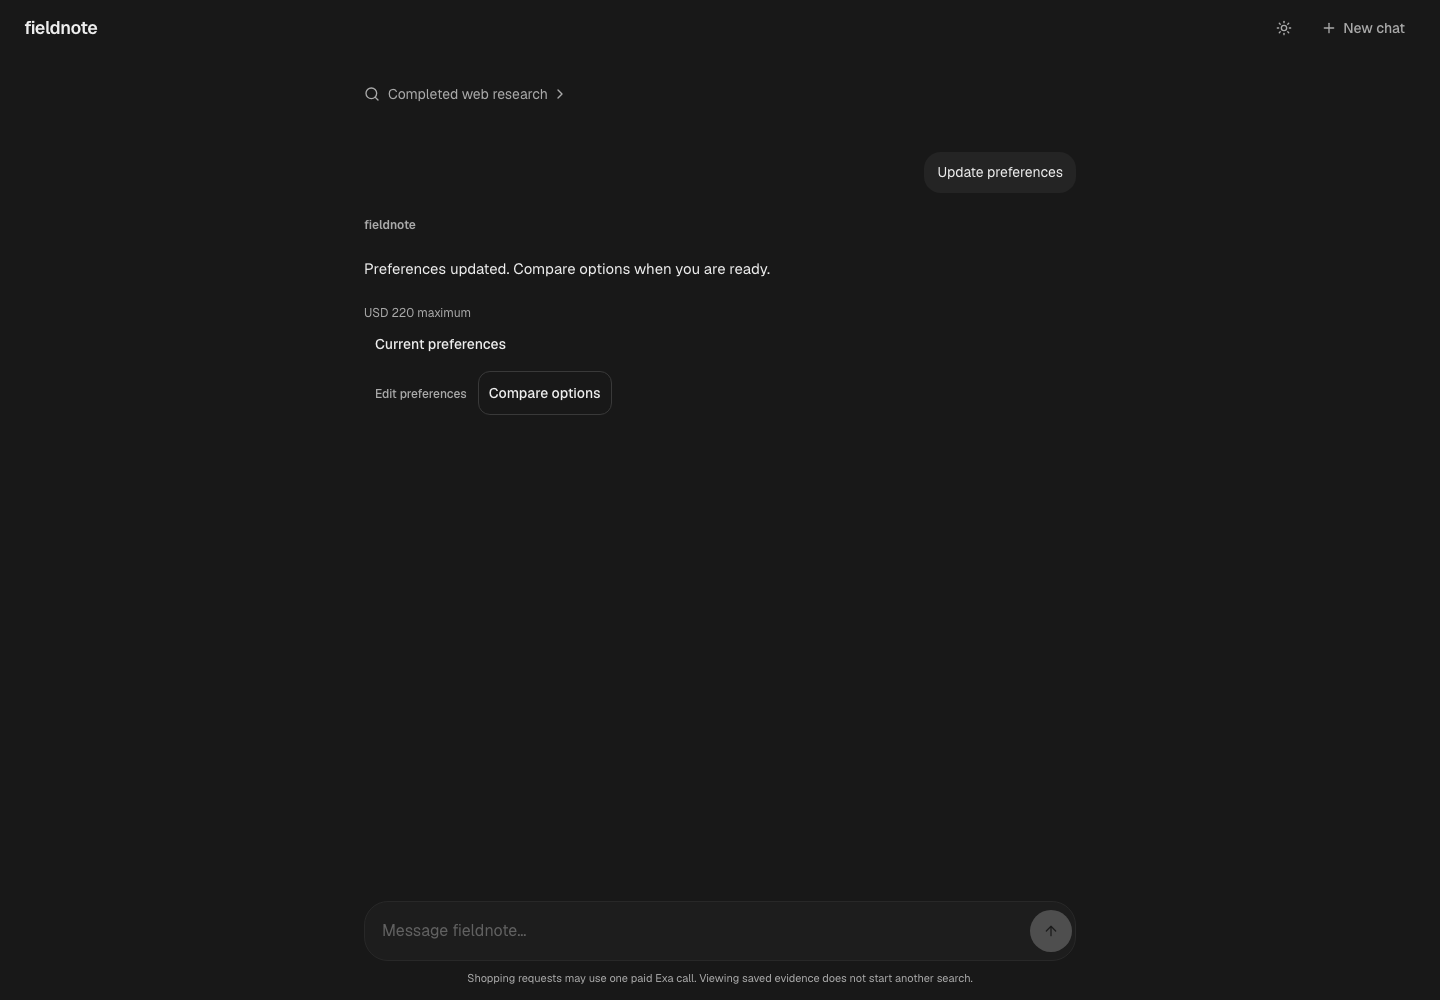 fieldnote
New chat
Completed web research
Update preferences
fieldnote
Preferences updated. Compare options when you are ready.
USD 220 maximum
Current preferences
Edit preferences
Compare options
Message fieldnote...
Shopping requests may use one paid Exa call. Viewing saved evidence does not start another search.